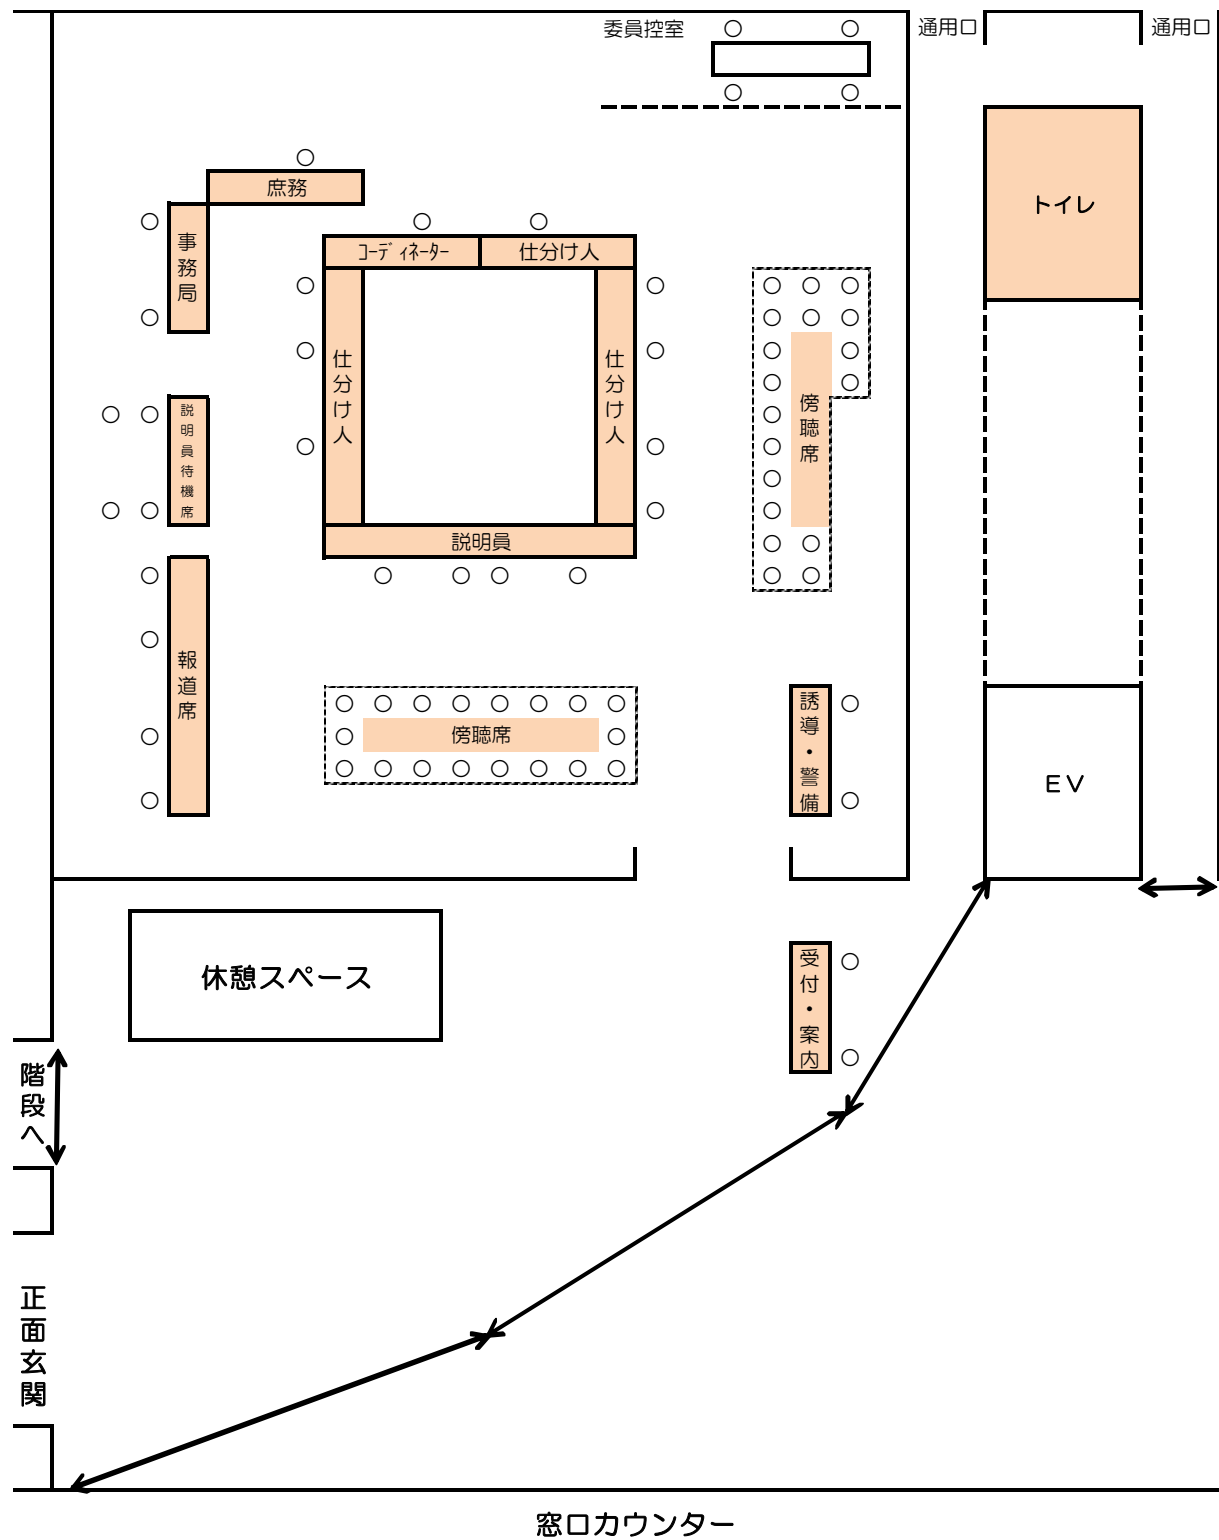 委員控室
通用口
通用口
庶務
トイレ
事務局
コーディネーター
仕分け人
仕分け人
仕分け人
傍聴席
説明員待機席
説明員
報道席
傍聴席
誘導・警備
ＥＶ
休憩スペース
受付・案内
階段へ
正面玄関
窓口カウンター